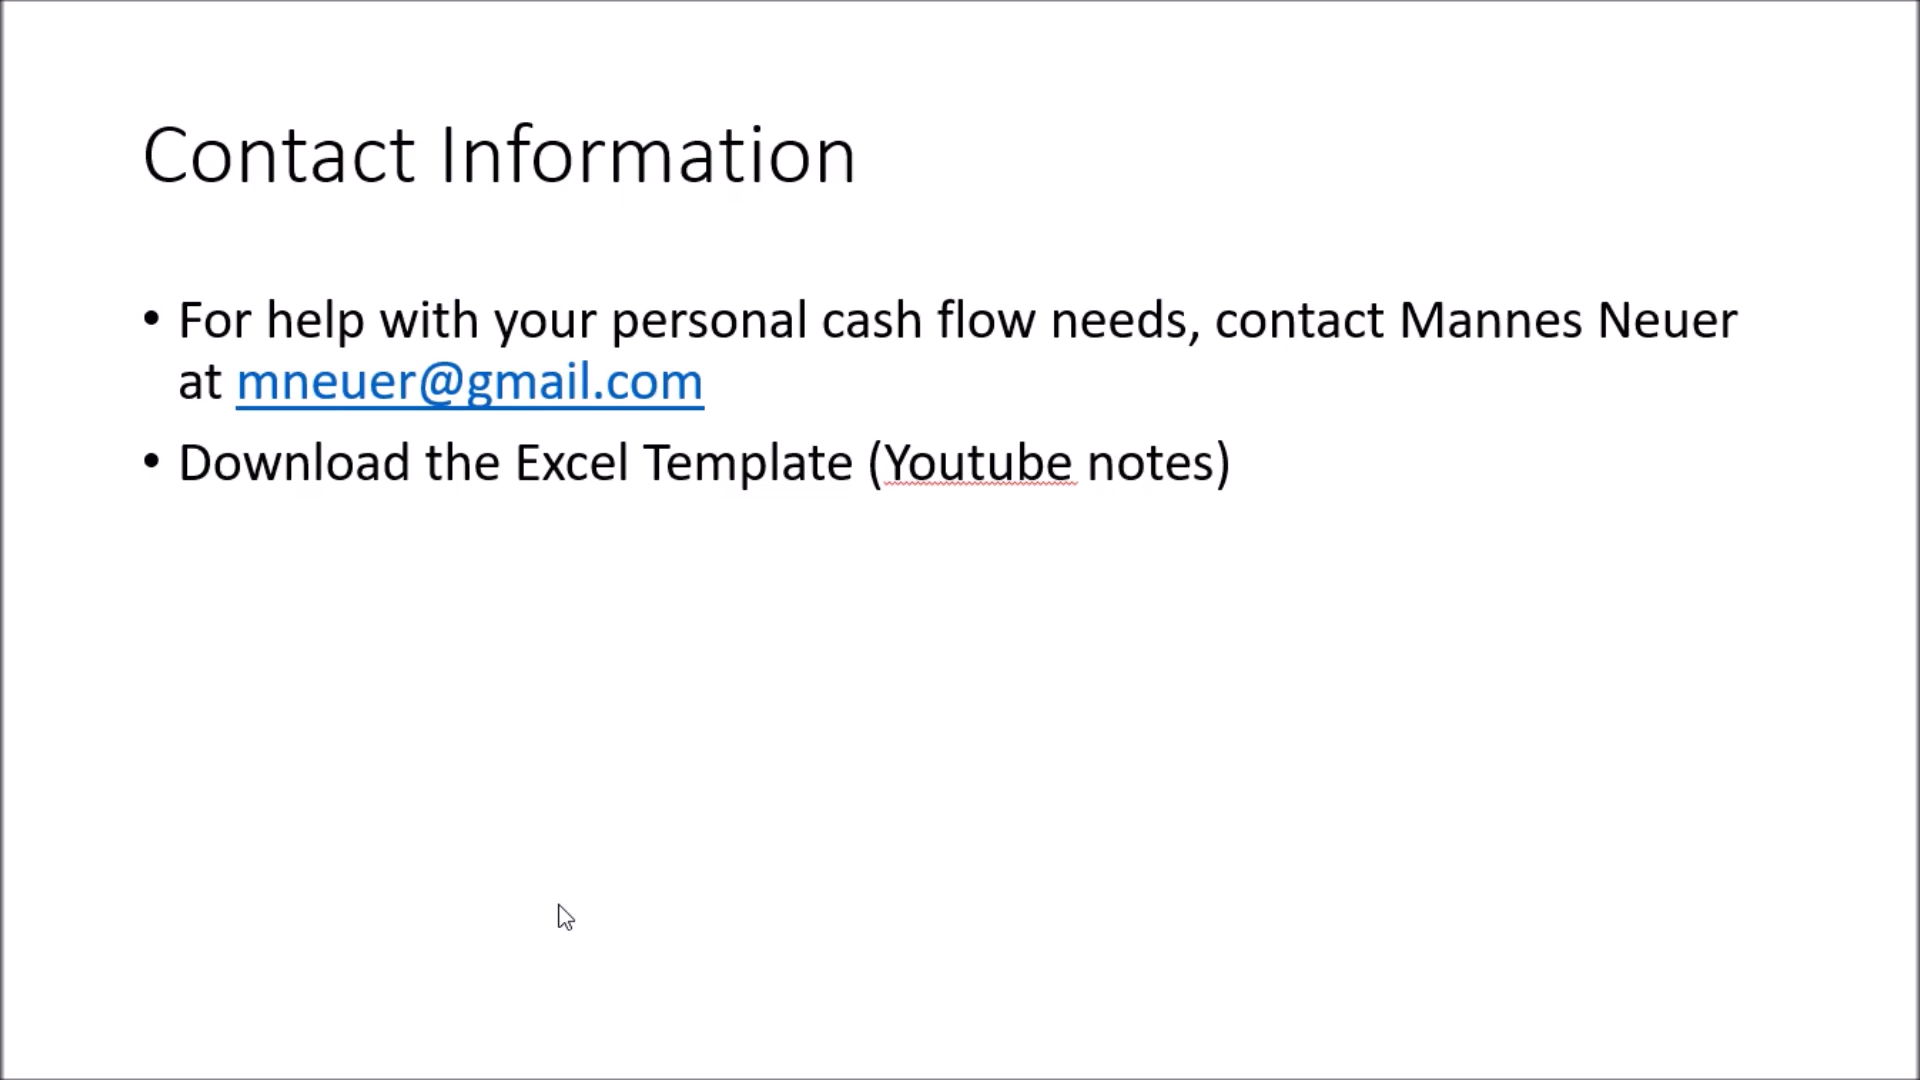 Contact Information
• For help with your personal cash flow needs, contact Mannes Neuer
at mneuer@gmail.com
• Download the Excel Template (Youtube notes)